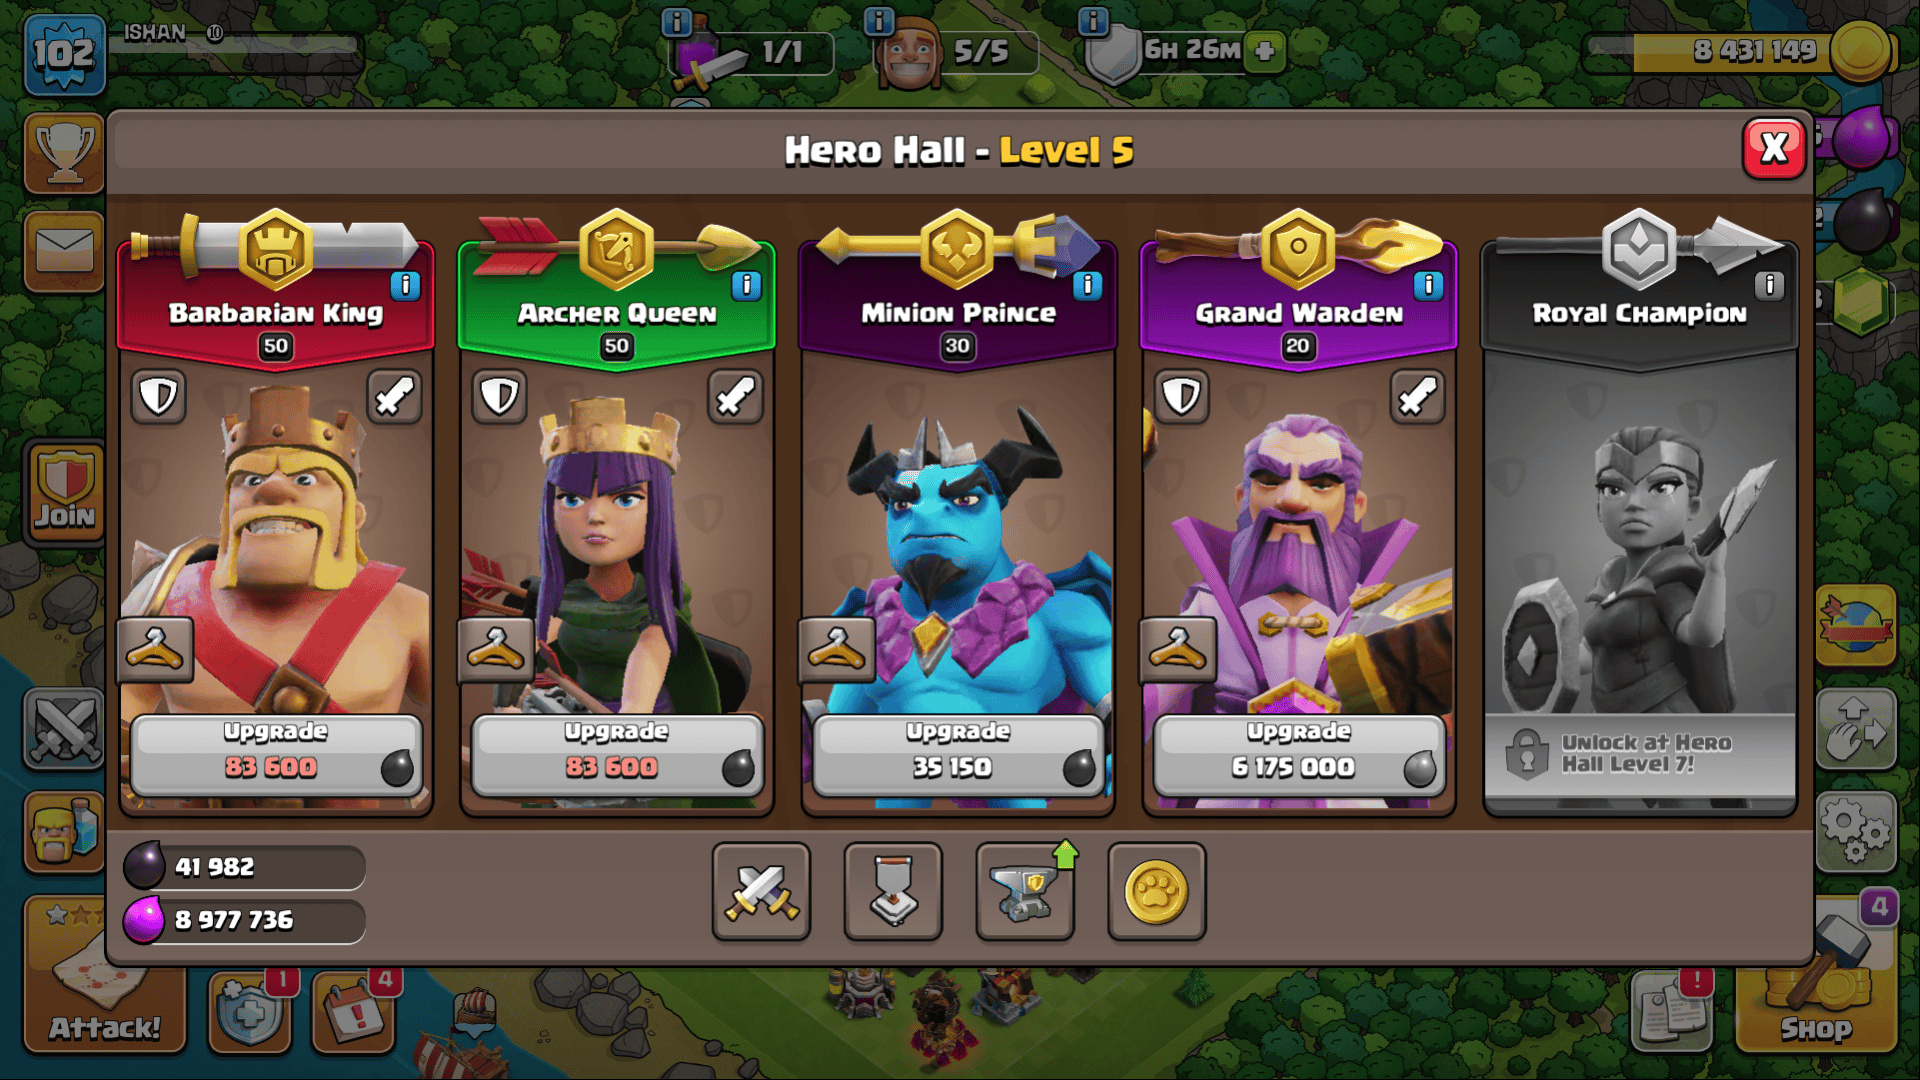 102
ISHAN 10
1/1
5/5
6H 26M
8 431 149
Hero Hall - Level 5
X
Barbarian King
50
Archer Queen
50
Minion Prince
30
Grand Warden
20
Royal Champion
Join
Upgrade
83 600
Upgrade
83 600
Upgrade
35 150
Upgrade
6 175 000
Unlock at Hero
Hall Level 7!
41 982
8 977 736
4
1
4
!
Attack!
Shop